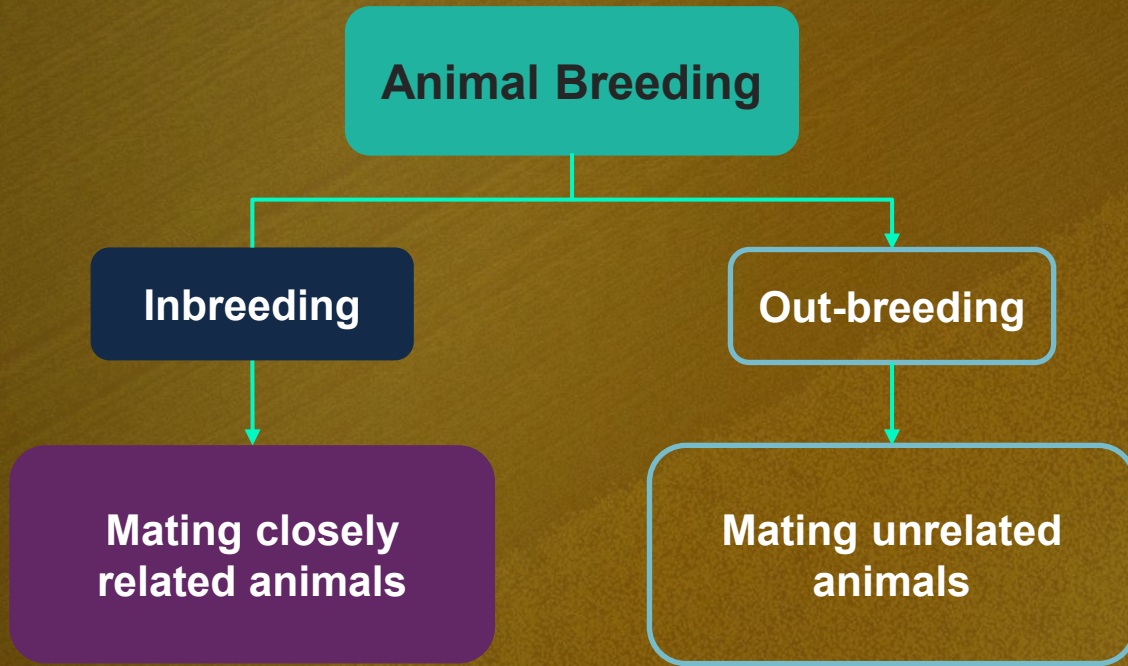 Animal Breeding
Inbreeding
Out-breeding
Mating closely
related animals
Mating unrelated
animals